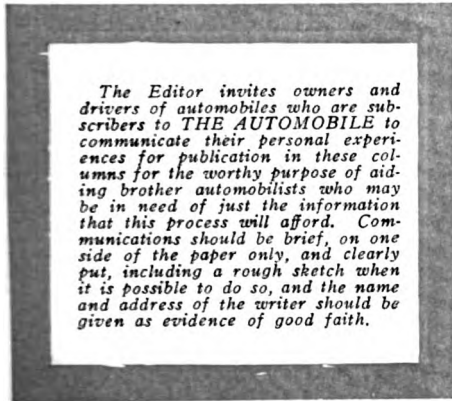 The Editor invites owners and
drivers of automobiles who are sub-
scribers to THE AUTOMOBILE to
communicate their personal experi-
ences for publication in these col-
umns for the worthy purpose of aid-
ing brother automobilists who may
be in need of just the information
that this process will afford. Com-
munications should be brief, on one
side of the paper only, and clearly
put, including a rough sketch when
it is possible to do so, and the name
and address of the writer should be
given as evidence of good faith.